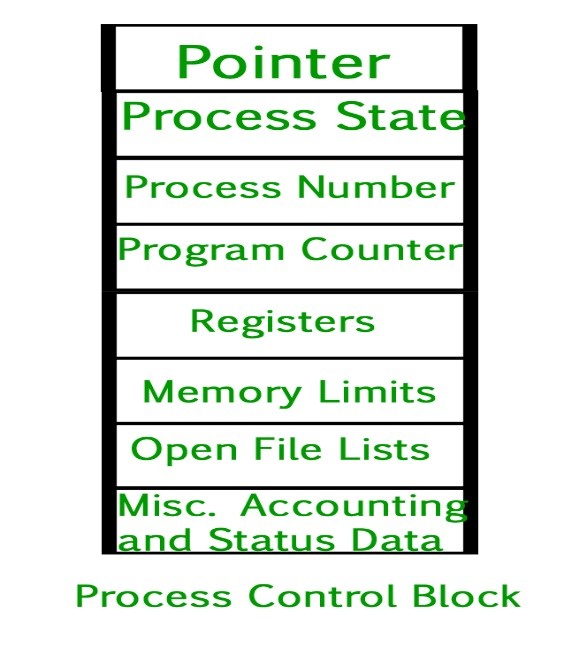 Pointer
Process State
Process Number
Program Counter
Registers
Memory Limits
Open File Lists
Misc. Accounting
and Status Data
Process Control Block